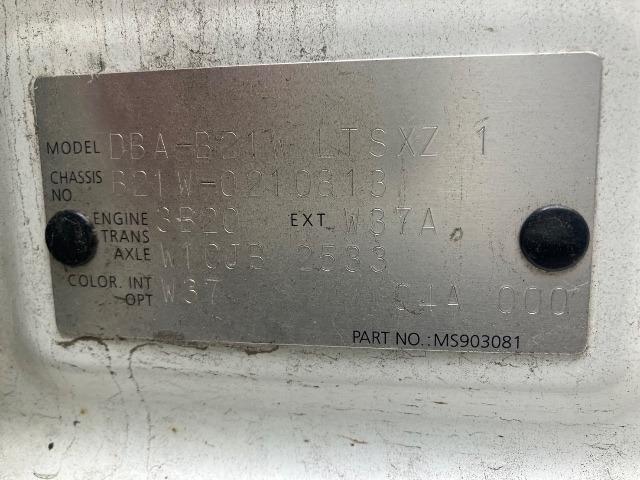 MODEL DBA-B21W LTSXZ 1
CHASSIS NO. B21W-0210813
ENGINE 3B20 EXT W37A
TRANS AXLE W1CJB 2533
COLOR. INT OPT W37 C4A 000
PART NO.:MS903081